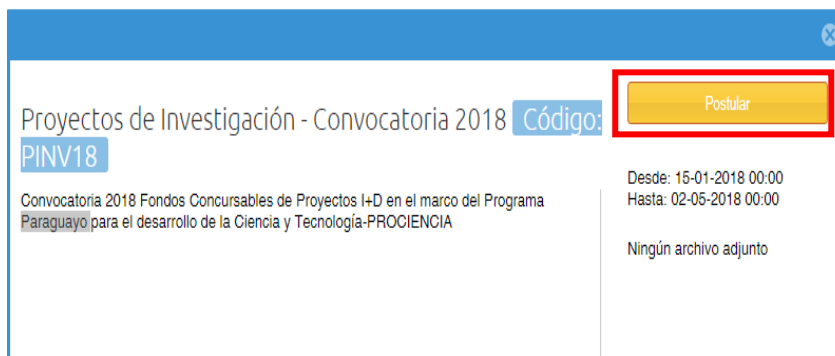 Proyectos de Investigación - Convocatoria 2018 Código:
PINV18
Convocatoria 2018 Fondos Concursables de Proyectos I+D en el marco del Programa
Paraguayo para el desarrollo de la Ciencia y Tecnología-PROCIENCIA
Postular
Desde: 15-01-2018 00:00
Hasta: 02-05-2018 00:00
Ningún archivo adjunto